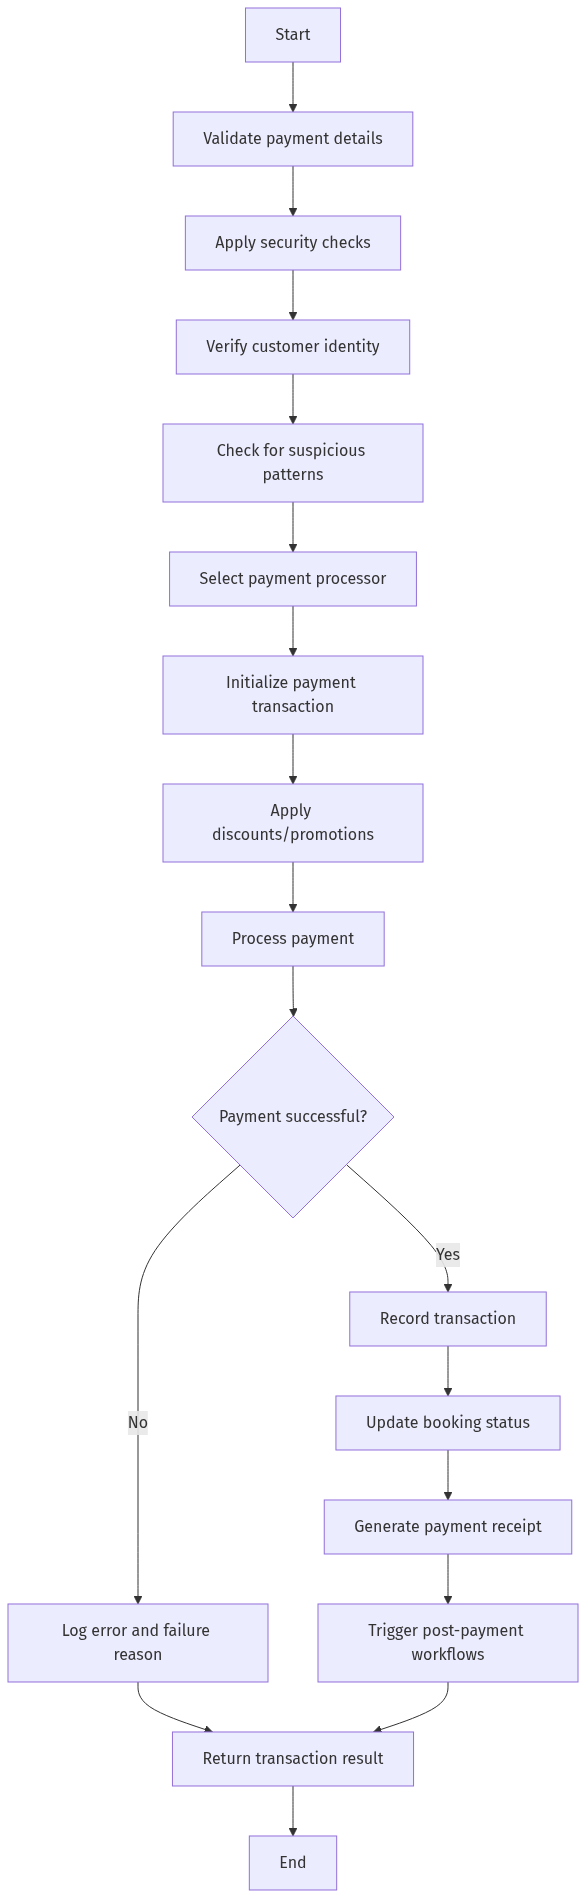 Start
Validate payment details
Apply security checks
Verify customer identity
Check for suspicious
patterns
Select payment processor
Initialize payment
transaction
Apply
discounts/promotions
Process payment
Payment successful?
Yes
Record transaction
No
Update booking status
Generate payment receipt
Log error and failure
reason
Trigger post-payment
workflows
Return transaction result
End